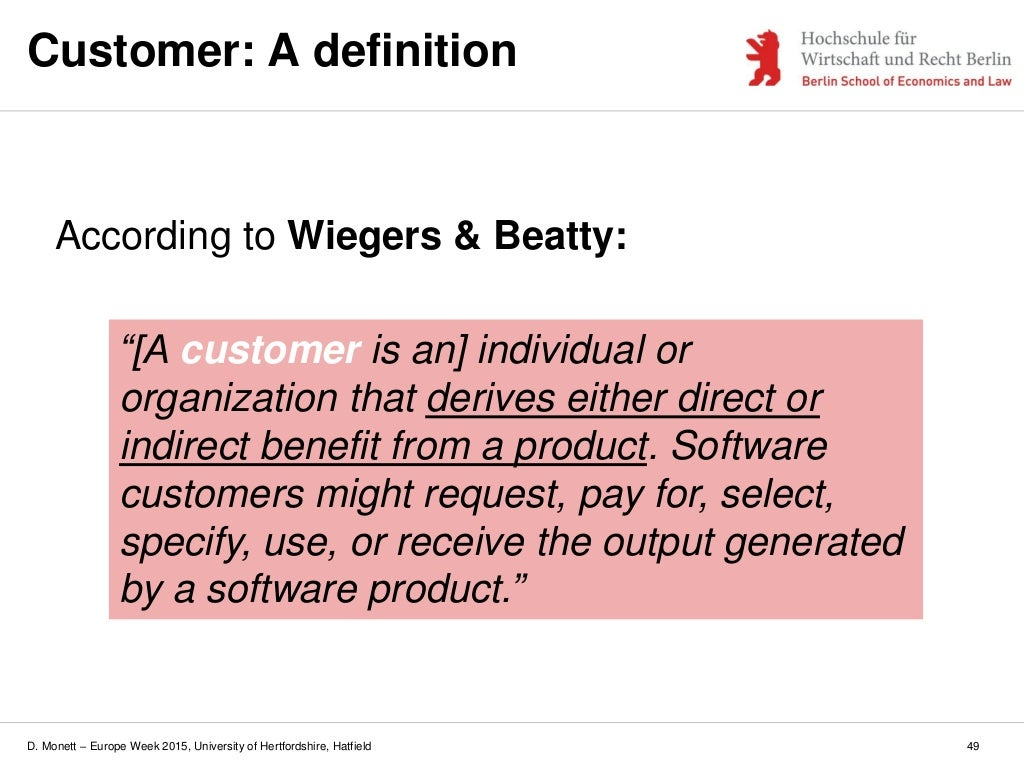 Customer: A definition
Hochschule für
Wirtschaft und Recht Berlin
Berlin School of Economics and Law
According to Wiegers & Beatty:
“[A customer is an] individual or
organization that derives either direct or
indirect benefit from a product. Software
customers might request, pay for, select,
specify, use, or receive the output generated
by a software product.”
D. Monett – Europe Week 2015, University of Hertfordshire, Hatfield
49